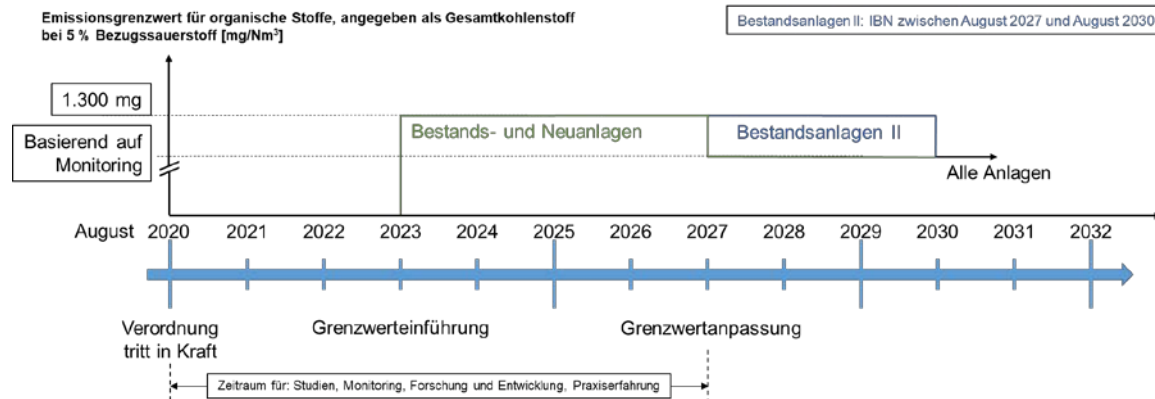 Emissionsgrenzwert für organische Stoffe, angegeben als Gesamtkohlenstoff
bei 5 % Bezugssauerstoff [mg/Nm³]
Bestandsanlagen II: IBN zwischen August 2027 und August 2030
1.300 mg
Basierend auf
Monitoring
Bestands- und Neuanlagen
Bestandsanlagen II
Alle Anlagen
August 2020 2021 2022 2023 2024 2025 2026 2027 2028 2029 2030 2031 2032
Verordnung
tritt in Kraft
Grenzwerteinführung
Grenzwertanpassung
Zeitraum für: Studien, Monitoring, Forschung und Entwicklung, Praxiserfahrung